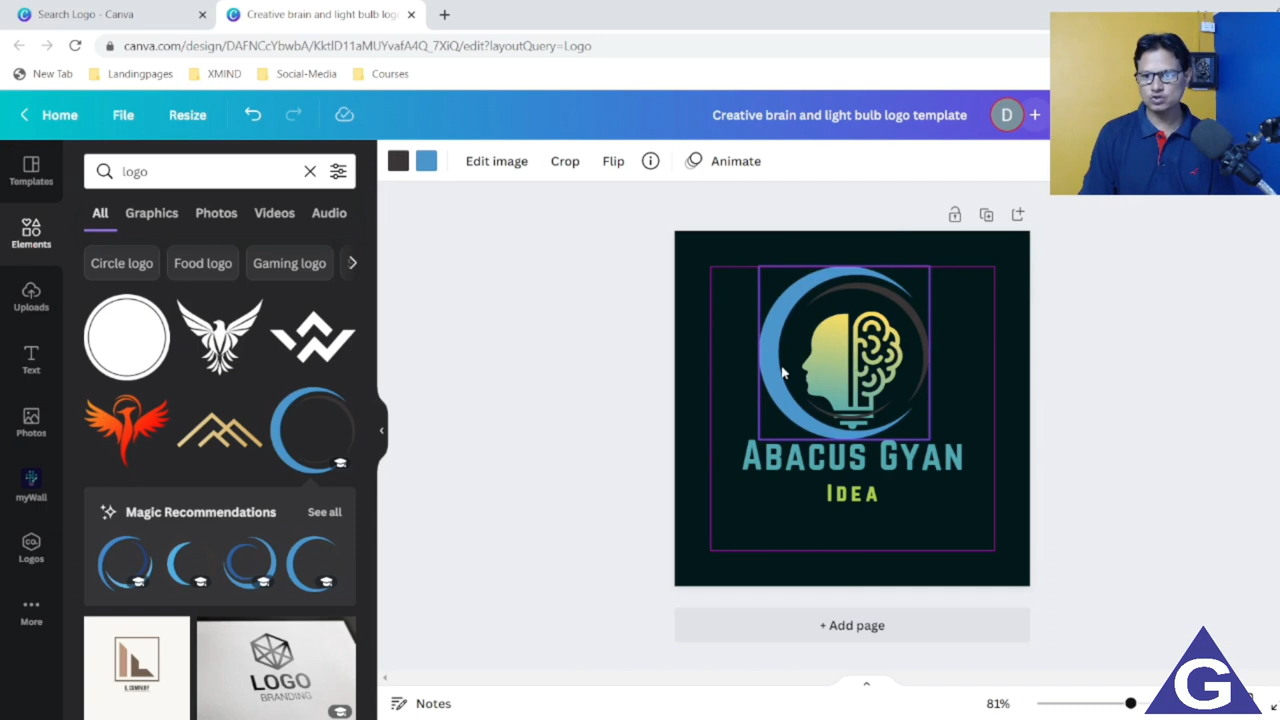 Search Logo - Canva
Creative brain and light bulb logo
canva.com/design/DAFNCcYbwbA/KktlD11aMUYvafA4Q_7XiQ/edit?layoutQuery=Logo
New Tab
Landingpages
XMIND
Social-Media
Courses
Home
File
Resize
Creative brain and light bulb logo template
D
Templates
logo
Edit image
Crop
Flip
Animate
Elements
All
Graphics
Photos
Videos
Audio
Circle logo
Food logo
Gaming logo
Uploads
Text
Photos
myWall
Logos
More
Magic Recommendations
See all
L COMPANY
LOGO
BRANDING
Abacus Gyan
Idea
+ Add page
Notes
81%
G